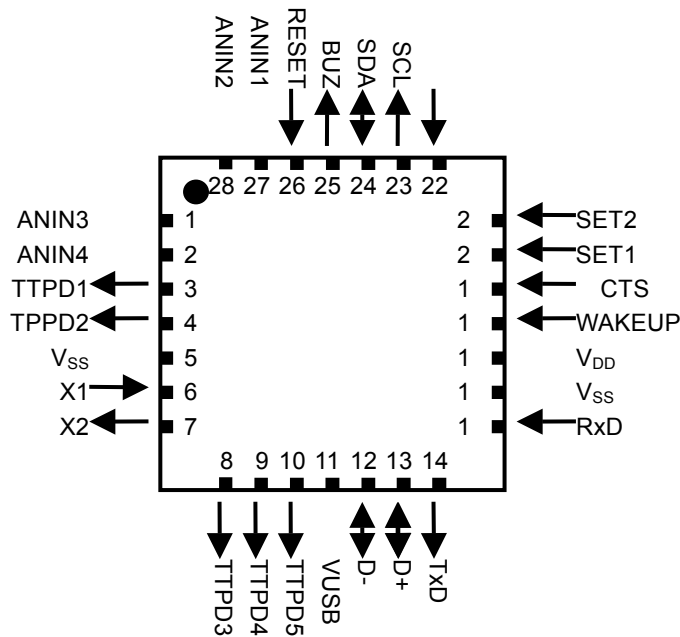 ANIN2
ANIN1
RESET
BUZ
SDA
SCL
28 27 26 25 24 23 22
ANIN3 1 2 SET2
ANIN4 2 2 SET1
TTPD1 3 1 CTS
TPPD2 4 1 WAKEUP
VSS 5 1 VDD
X1 6 1 VSS
X2 7 1 RxD
8 9 10 11 12 13 14
TTPD3
TTPD4
TTPD5
VUSB
D-
D+
TxD